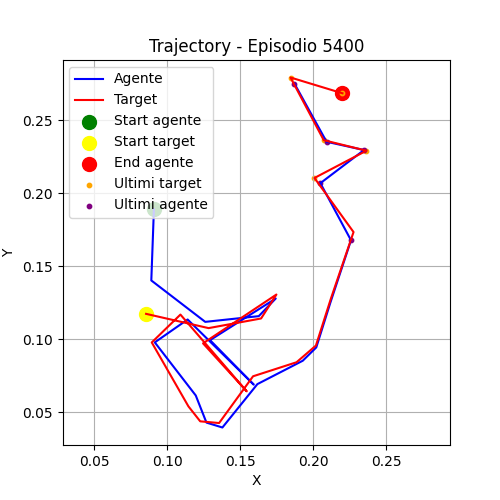 Trajectory - Episodio 5400
Agente
Target
Start agente
Start target
End agente
Ultimi target
Ultimi agente
Y
0.25
0.20
0.15
0.10
0.05
0.05
0.10
0.15
0.20
0.25
X